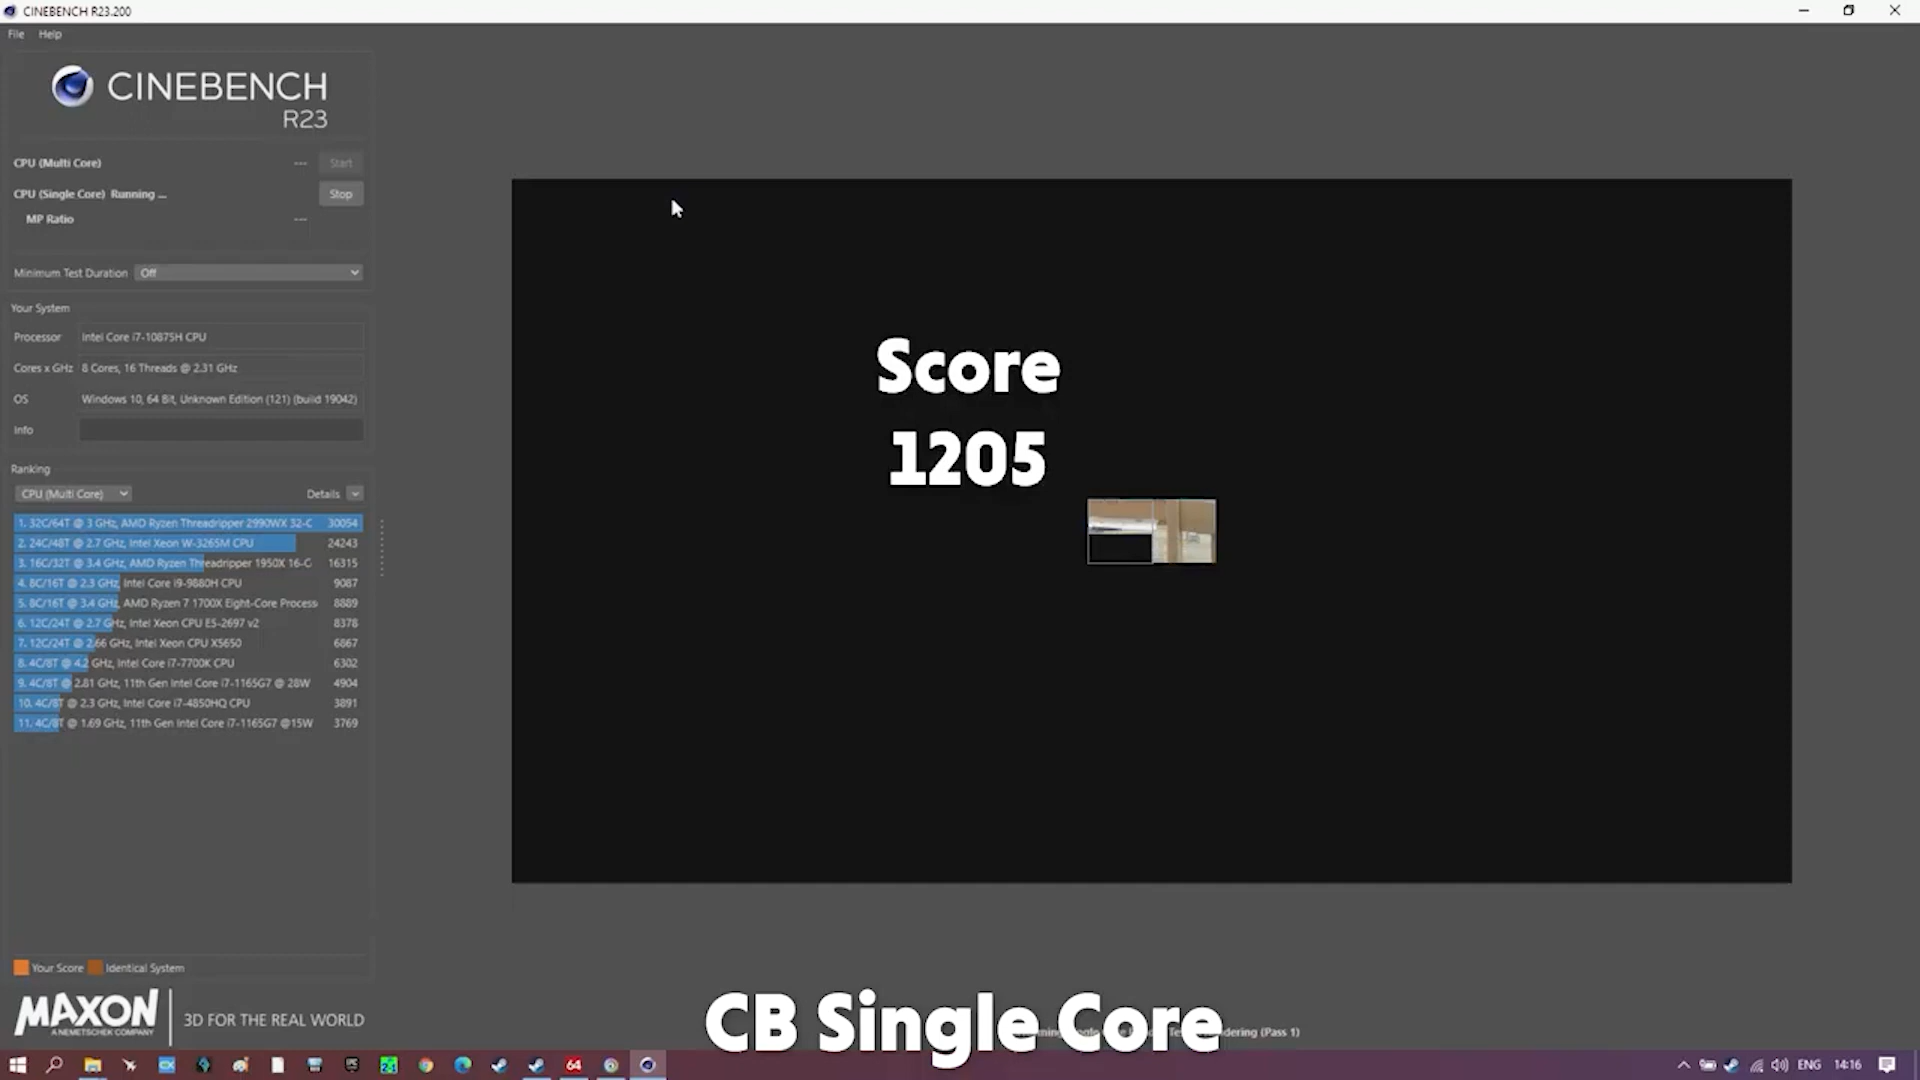 CINEBENCH R23.200
File Help
CINEBENCH
R23
CPU (Multi Core) --- Start
CPU (Single Core) Running ... Stop
MP Ratio ---
Minimum Test Duration Off
Your System
Processor Intel Core i7-10875H CPU
Cores x GHz 8 Cores, 16 Threads @ 2.31 GHz
OS Windows 10, 64 Bit, Unknown Edition (121) (build 19042)
Info
Ranking
CPU (Multi Core) Details
1. 32C/64T @ 3 GHz, AMD Ryzen Threadripper 2990WX 32-C 30054
2. 24C/48T @ 2.7 GHz, Intel Xeon W-3265M CPU 24243
3. 16C/32T @ 3.4 GHz, AMD Ryzen Threadripper 1950X 16-C 16315
4. 8C/16T @ 2.3 GHz, Intel Core i9-9880H CPU 9087
5. 8C/16T @ 3.4 GHz, AMD Ryzen 7 1700X Eight-Core Process 8889
6. 12C/24T @ 2.7 GHz, Intel Xeon CPU E5-2697 v2 8378
7. 12C/24T @ 2.66 GHz, Intel Xeon CPU X5650 6867
8. 4C/8T @ 4.2 GHz, Intel Core i7-7700K CPU 6302
9. 4C/8T @ 2.81 GHz, 11th Gen Intel Core i7-1165G7 @ 28W 4904
10. 4C/8T @ 2.3 GHz, Intel Core i7-4850HQ CPU 3891
11. 4C/8T @ 1.69 GHz, 11th Gen Intel Core i7-1165G7 @15W 3769
Score
1205
Your Score Identical System
MAXON
A NEMETSCHEK COMPANY
3D FOR THE REAL WORLD
CB Single Core
(Pass 1)
64
ENG 14:16